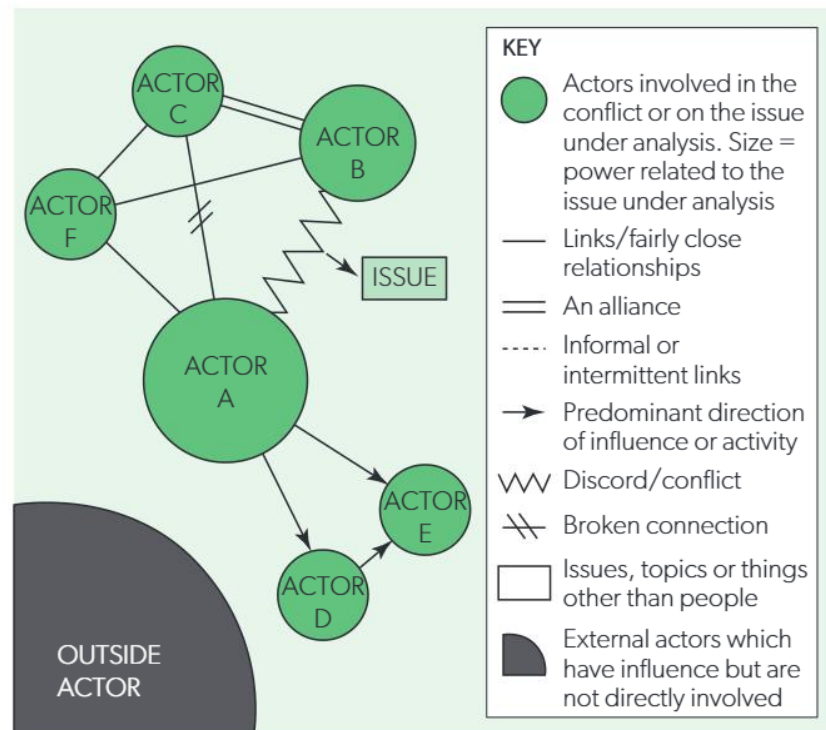 ACTOR
C
ACTOR
B
ACTOR
F
ISSUE
ACTOR
A
ACTOR
E
ACTOR
D
OUTSIDE
ACTOR
KEY
Actors involved in the
conflict or on the issue
under analysis. Size =
power related to the
issue under analysis
Links/fairly close
relationships
An alliance
Informal or
intermittent links
Predominant direction
of influence or activity
Discord/conflict
Broken connection
Issues, topics or things
other than people
External actors which
have influence but are
not directly involved